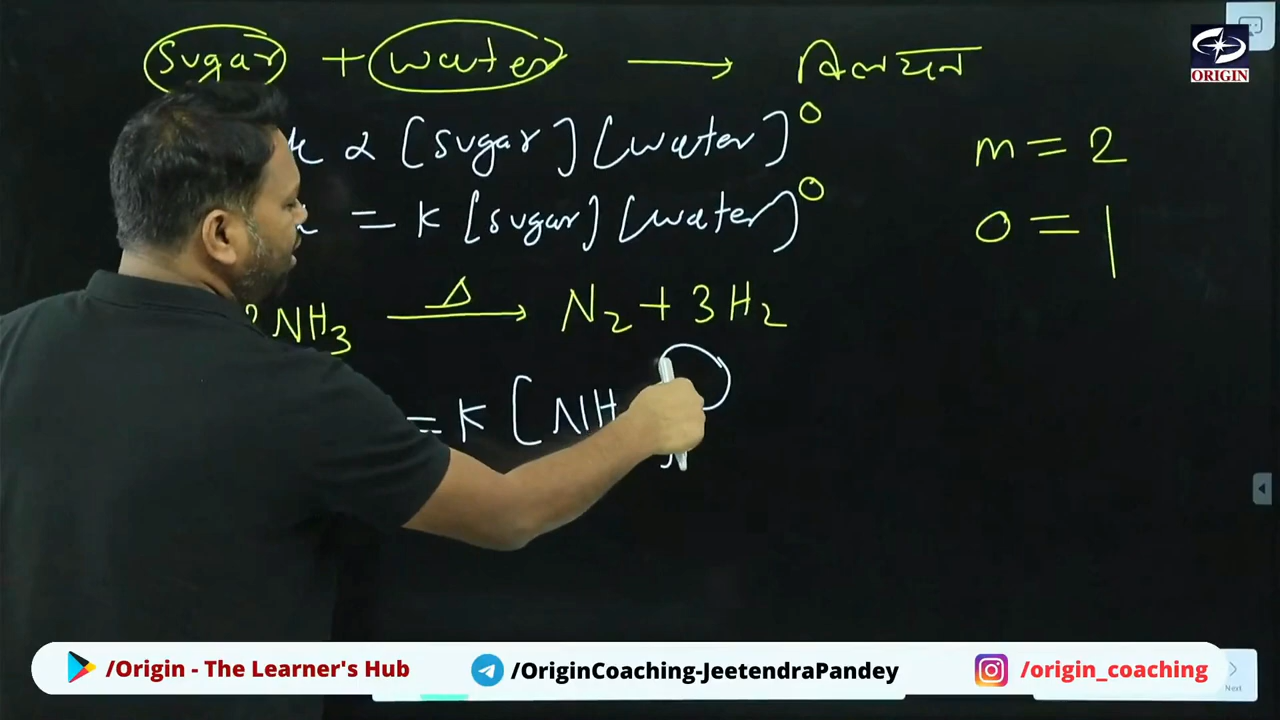 Sugar + water → विलयन
ORIGIN
α [Sugar] [water]⁰
= K [sugar] [water]⁰
m = 2
o = 1
NH₃ —Δ→ N₂ + 3H₂
= K [NH
/Origin - The Learner's Hub
/OriginCoaching-JeetendraPandey
/origin_coaching
Next